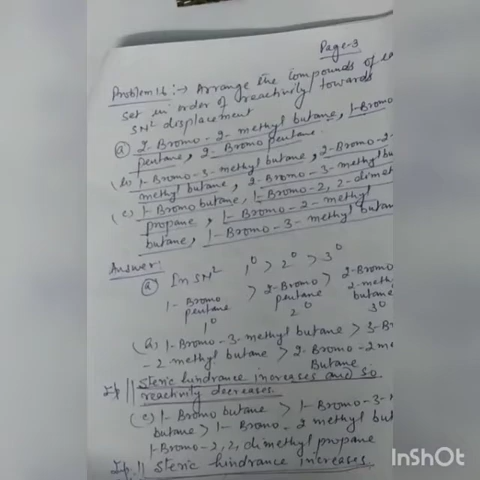 Page-3
Problem 1.6 :→ Arrange the compounds of
set in order of reactivity towards
SN² displacement
(a) 2-Bromo-2-methyl butane, 1-Bromo
pentane, 2-Bromo pentane.
(b) 1-Bromo-3-methyl butane, 2-Bromo-2-
methyl butane, 2-Bromo-3-methyl bu
(c) 1-Bromo butane, 1-Bromo-2,2-dimet
propane, 1-Bromo-2-methyl
butane, 1-Bromo-3-methyl butan
Answer:
(a) In SN² 1° > 2° > 3°
1-Bromo pentane > 2-Bromo pentane > 2-Bromo 2-methyl butane
1° 2° 3°
1-Bromo-3-methyl butane > 3-Br
-2 methyl butane > 2-Bromo-2 m
Butane
Steric hindrance increases and so
reactivity decreases.
(c) 1-Bromo butane > 1-Bromo-3-
butane > 1-Bromo-2 methyl but
1-Bromo-2,2, dimethyl propane
Steric hindrance increases
InShOt